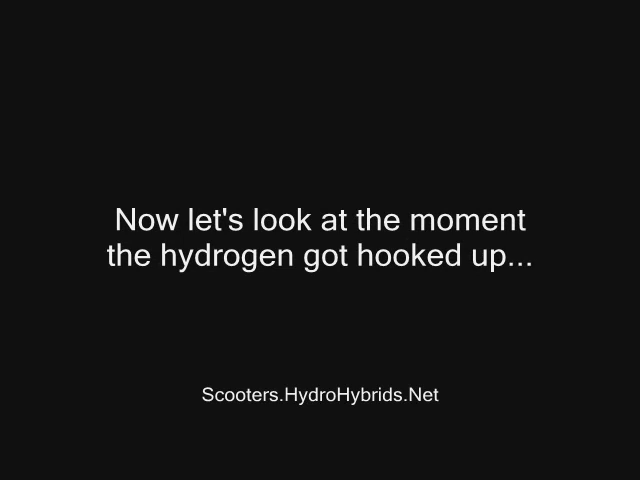 Now let's look at the moment
the hydrogen got hooked up...
Scooters.HydroHybrids.Net